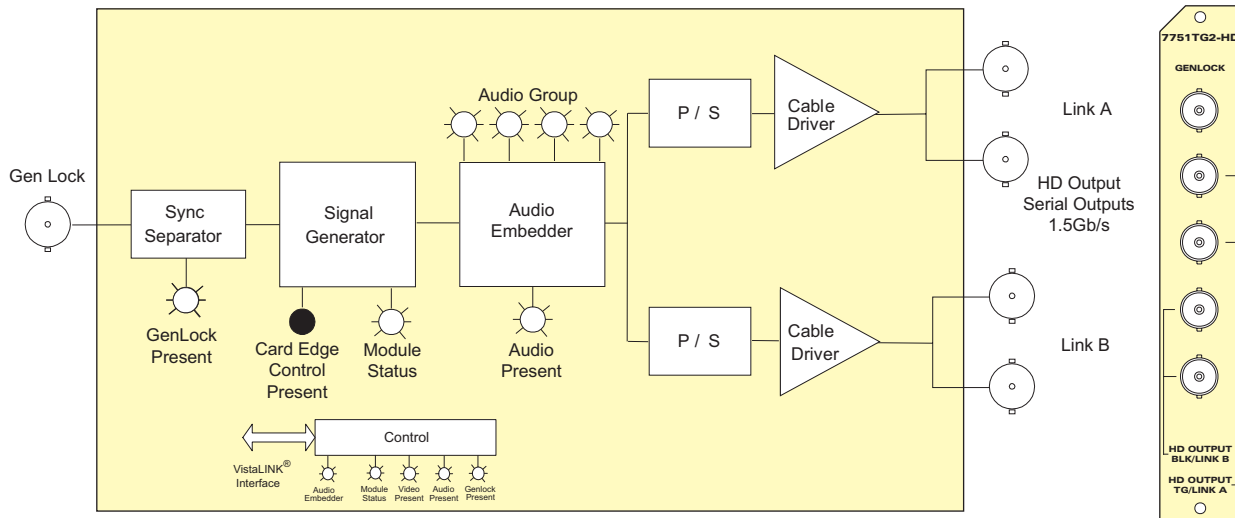 Gen Lock
Sync
Separator
GenLock
Present
Signal
Generator
Card Edge
Control
Present
Module
Status
Audio Group
Audio
Embedder
Audio
Present
P / S
Cable
Driver
P / S
Cable
Driver
Link A
HD Output
Serial Outputs
1.5Gb/s
Link B
VistaLINK®
Interface
Control
Audio
Embedder
Module
Status
Video
Present
Audio
Present
Genlock
Present
7751TG2-HD
GENLOCK
HD OUTPUT
BLK/LINK B
HD OUTPUT
TG/LINK A